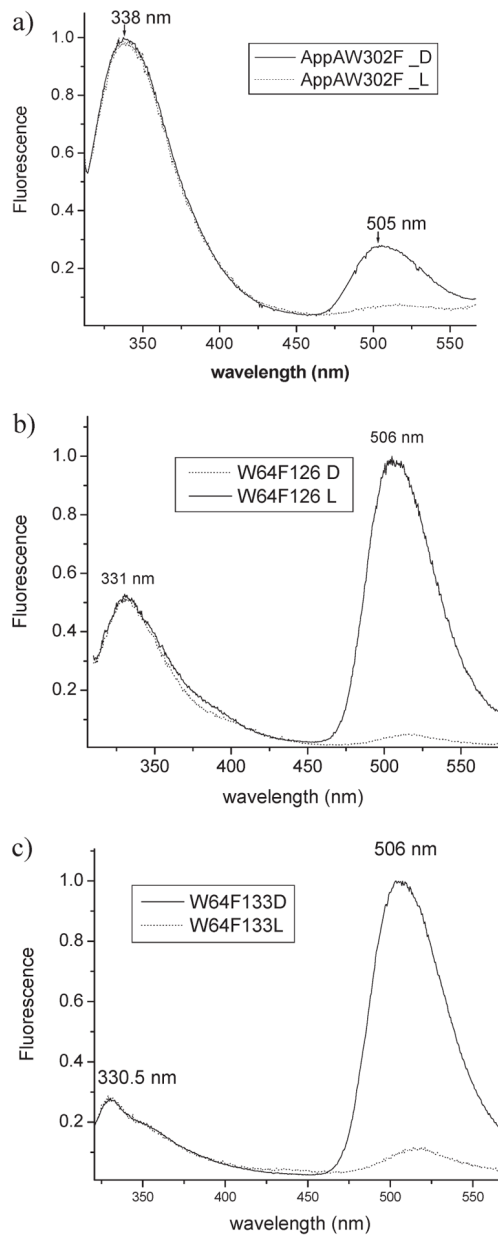 a)
338 nm
1.0
0.8
0.6
0.4
0.2
Fluorescence
AppAW302F _D
AppAW302F _L
505 nm
350
400
450
500
550
wavelength (nm)
b)
506 nm
1.0
0.8
0.6
0.4
0.2
Fluorescence
W64F126 D
W64F126 L
331 nm
350
400
450
500
550
wavelength (nm)
c)
506 nm
1.0
0.8
0.6
0.4
0.2
Fluorescence
W64F133D
W64F133L
330.5 nm
350
400
450
500
550
wavelength (nm)